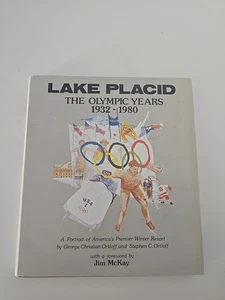 LAKE PLACID
THE OLYMPIC YEARS
1932-1980
USA
A Portrait of America's Premier Winter Resort
by George Christian Ortloff and Stephen C. Ortloff
with a foreword by
Jim McKay